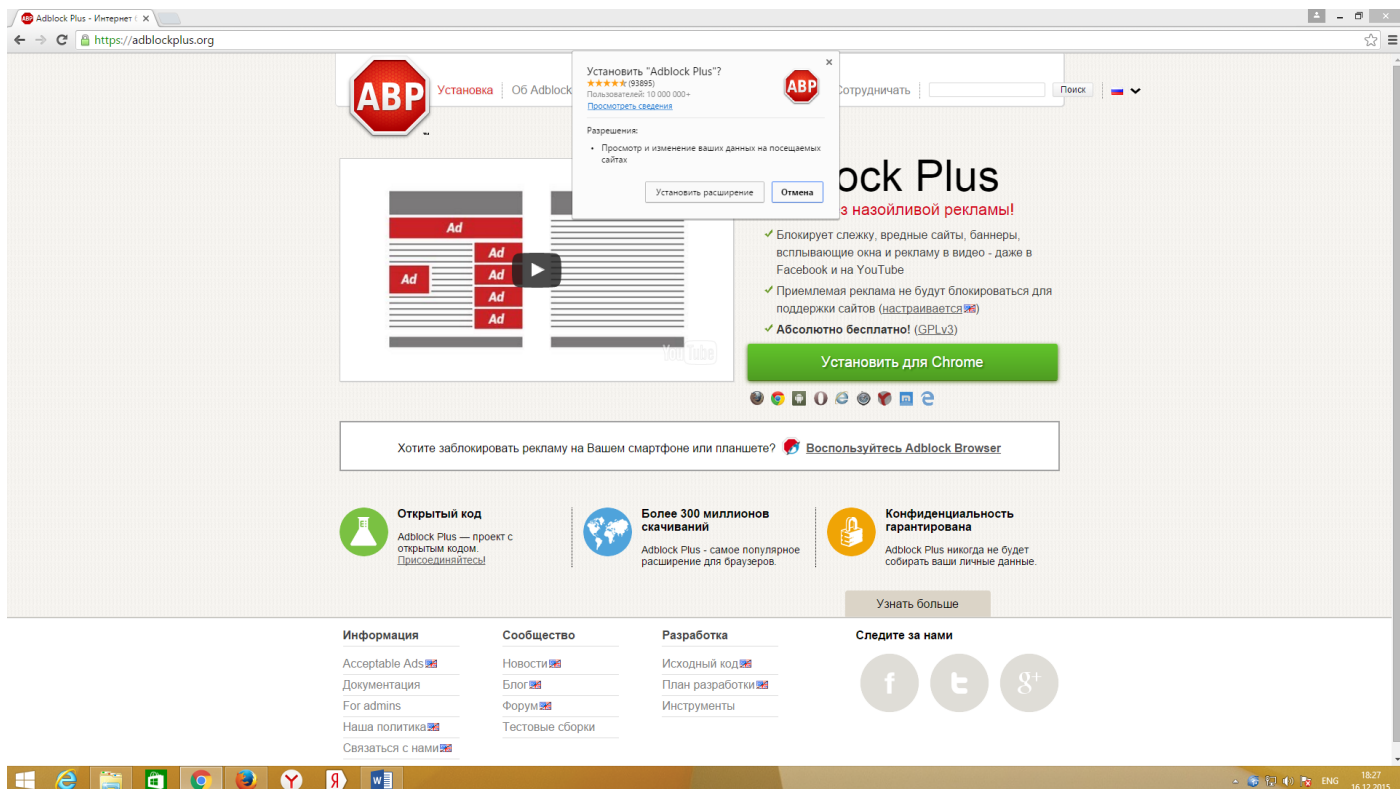 Adblock Plus - Интернет (
https://adblockplus.org
ABP
Установка
Об Adblock
Сотрудничать
Поиск
™
Установить "Adblock Plus"?
(93895)
Пользователей: 10 000 000+
Просмотреть сведения
ABP
Разрешения:
• Просмотр и изменение ваших данных на посещаемых
сайтах
Установить расширение
Отмена
ock Plus
з назойливой рекламы!
Ad
Ad
Ad
Ad
Ad
Ad
YouTube
Блокирует слежку, вредные сайты, баннеры,
всплывающие окна и рекламу в видео - даже в
Facebook и на YouTube
Приемлемая реклама не будут блокироваться для
поддержки сайтов (настраивается)
Абсолютно бесплатно! (GPLv3)
Установить для Chrome
Хотите заблокировать рекламу на Вашем смартфоне или планшете? Воспользуйтесь Adblock Browser
Открытый код
Adblock Plus — проект с
открытым кодом.
Присоединяйтесь!
Более 300 миллионов
скачиваний
Adblock Plus - самое популярное
расширение для браузеров.
Конфиденциальность
гарантирована
Adblock Plus никогда не будет
собирать ваши личные данные.
Узнать больше
Информация
Acceptable Ads
Документация
For admins
Наша политика
Связаться с нами
Сообщество
Новости
Блог
Форум
Тестовые сборки
Разработка
Исходный код
План разработки
Инструменты
Следите за нами
f
t
g+
ENG
18:27
16.12.2015